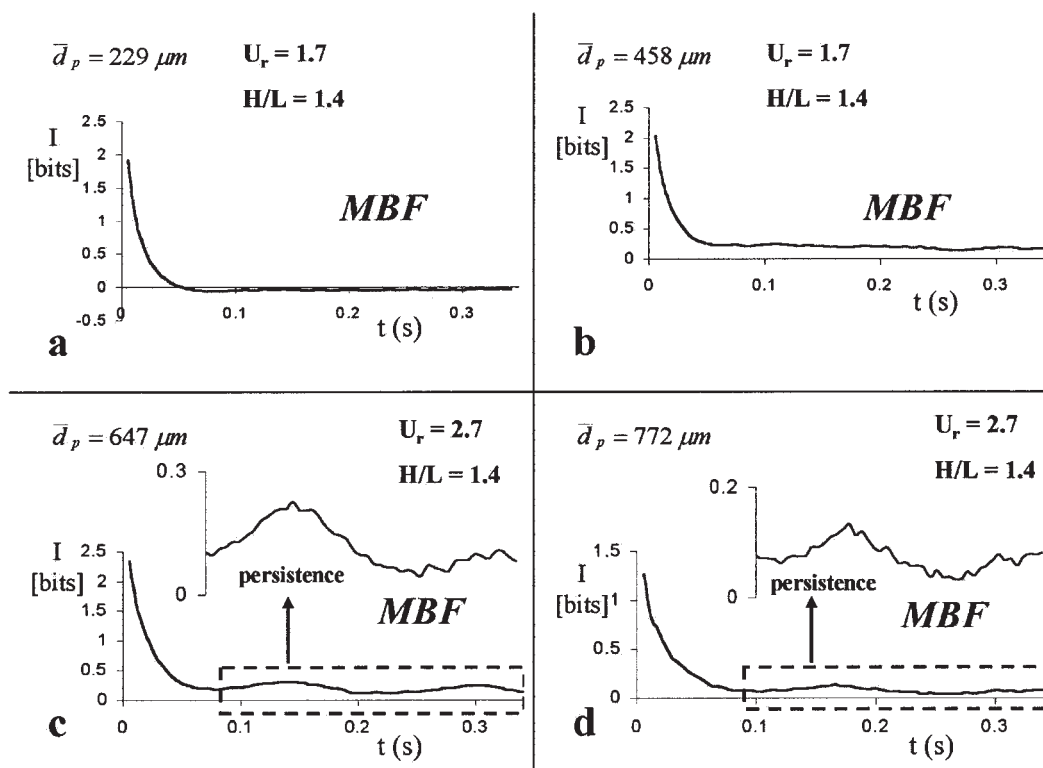 d̄ p = 229 μm
U r = 1.7
H/L = 1.4
I
[bits]
2.5
2
1.5
1
0.5
0
-0.5
0
0.1
0.2
0.3
t (s)
MBF
a
d̄ p = 458 μm
U r = 1.7
H/L = 1.4
I
[bits]
2.5
2
1.5
1
0.5
0
0
0.1
0.2
0.3
t (s)
MBF
b
d̄ p = 647 μm
U r = 2.7
H/L = 1.4
0.3
0
persistence
I
[bits]
2.5
2
1.5
1
0.5
0
0
0.1
0.2
0.3
t (s)
MBF
c
d̄ p = 772 μm
U r = 2.7
H/L = 1.4
0.2
0
persistence
I
[bits]
1.5
1
0.5
0
0
0.1
0.2
0.3
t (s)
MBF
d